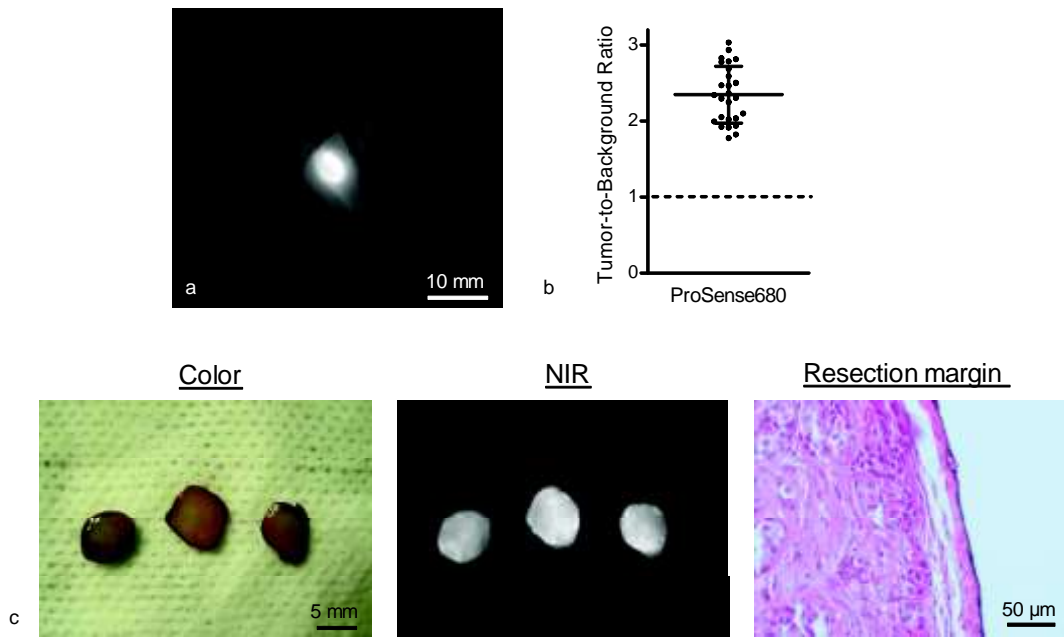 a
10 mm
b
Tumor-to-Background Ratio
3
2
1
0
ProSense680
Color
NIR
Resection margin
c
5 mm
50 µm